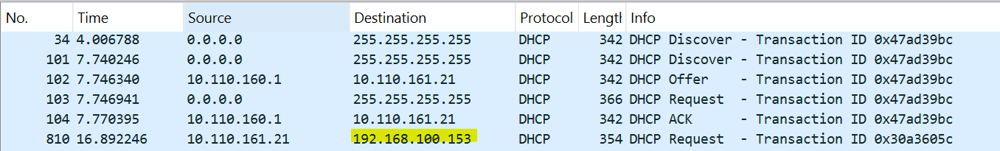 No. Time Source Destination Protocol Length Info
34 4.006788 0.0.0.0 255.255.255.255 DHCP 342 DHCP Discover - Transaction ID 0x47ad39bc
101 7.740246 0.0.0.0 255.255.255.255 DHCP 342 DHCP Discover - Transaction ID 0x47ad39bc
102 7.746340 10.110.160.1 10.110.161.21 DHCP 342 DHCP Offer - Transaction ID 0x47ad39bc
103 7.746941 0.0.0.0 255.255.255.255 DHCP 366 DHCP Request - Transaction ID 0x47ad39bc
104 7.770395 10.110.160.1 10.110.161.21 DHCP 342 DHCP ACK - Transaction ID 0x47ad39bc
810 16.892246 10.110.161.21 192.168.100.153 DHCP 354 DHCP Request - Transaction ID 0x30a3605c